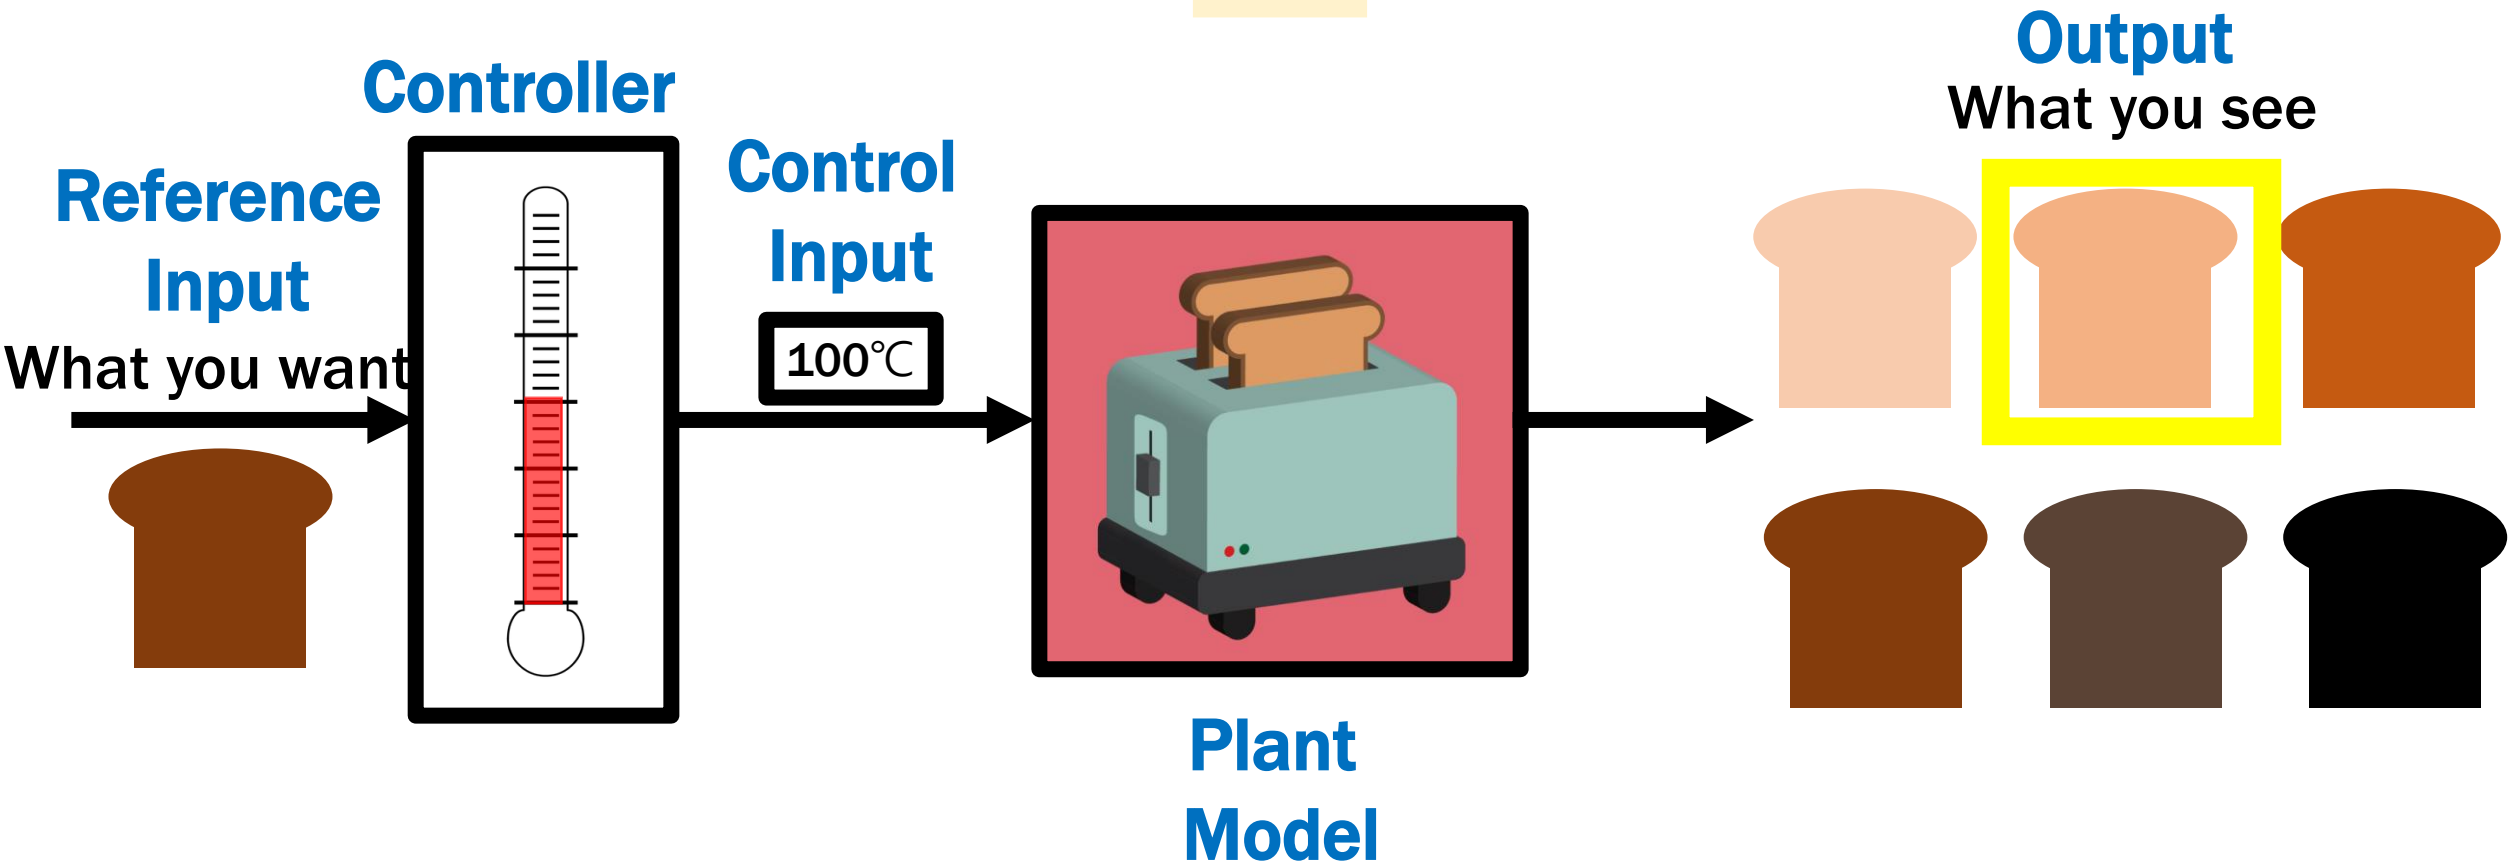 Reference
Input
What you want
Controller
Control
Input
100℃
Plant
Model
Output
What you see